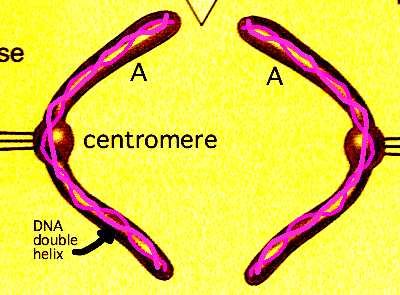 se
A
A
centromere
DNA
double
helix